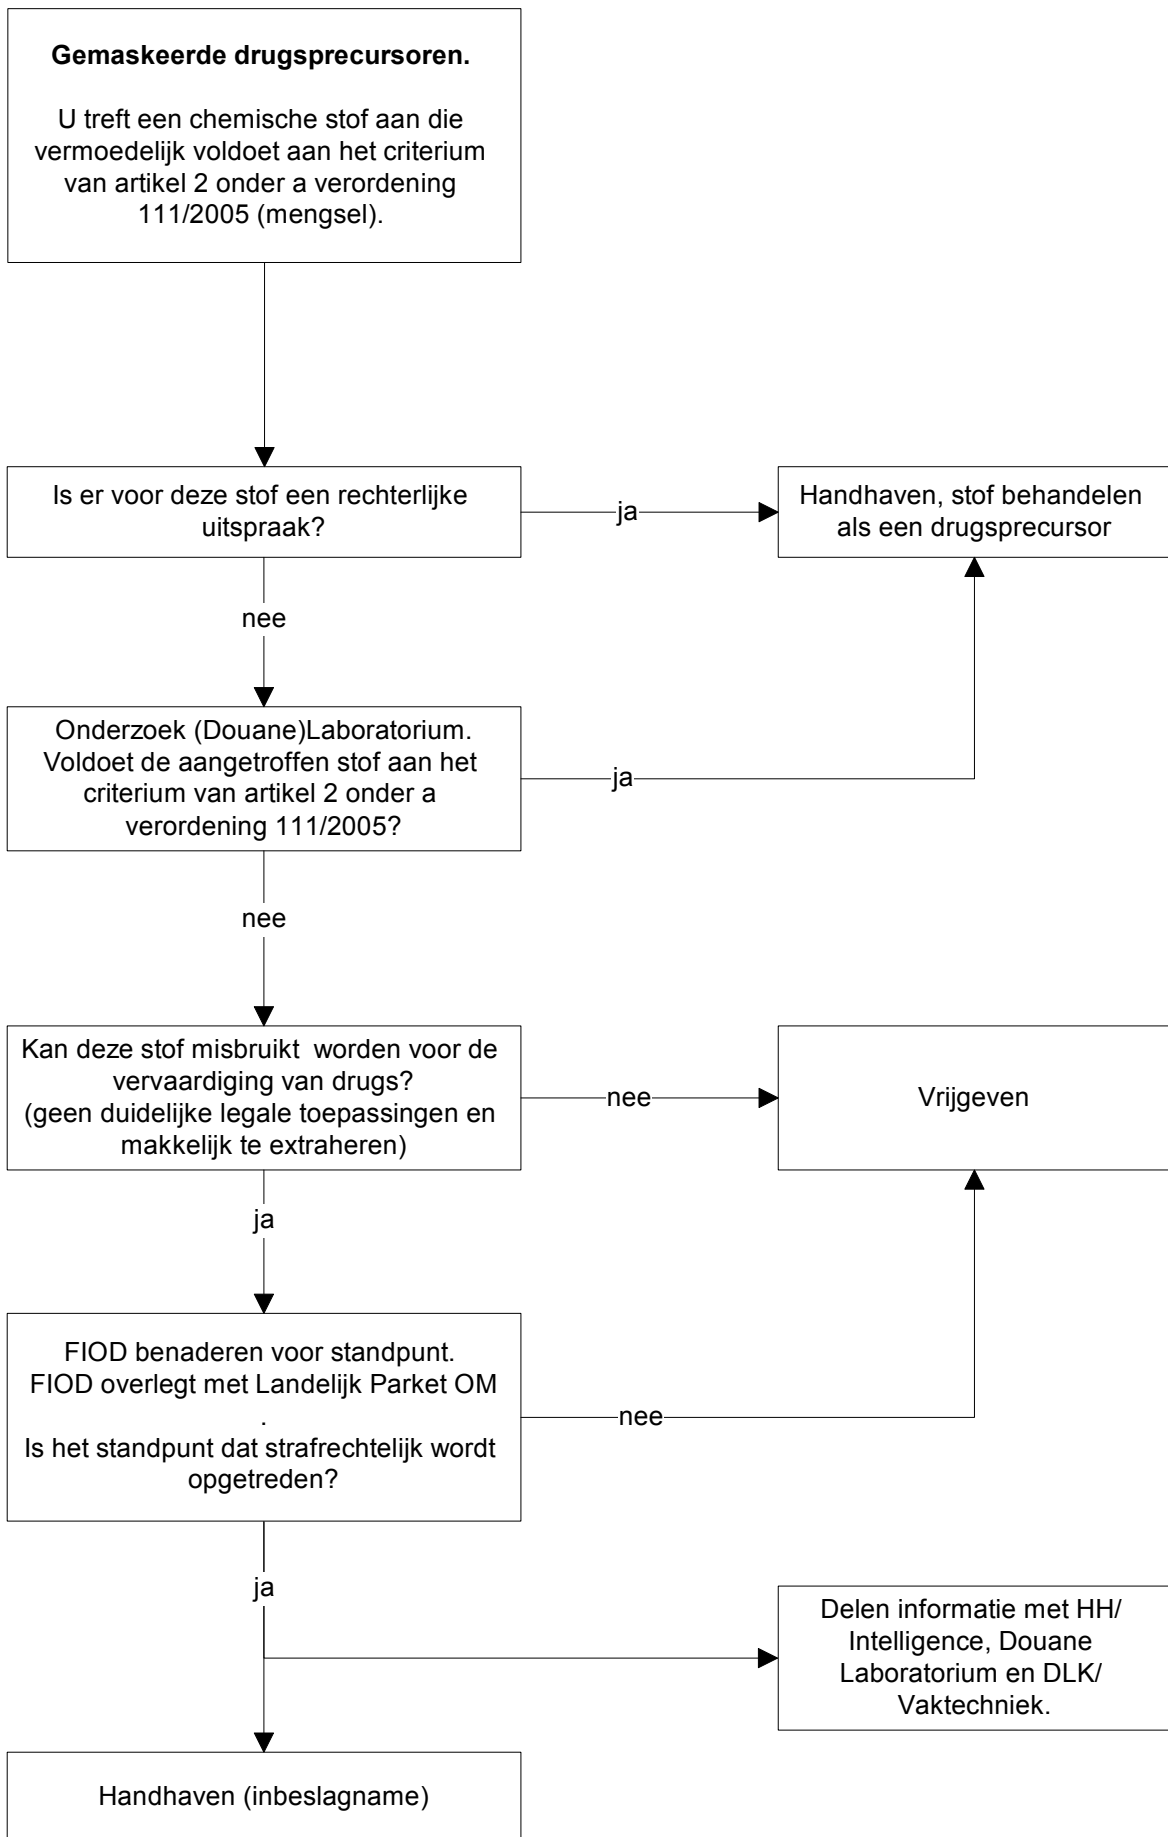 Gemaskeerde drugsprecursoren.
U treft een chemische stof aan die
vermoedelijk voldoet aan het criterium
van artikel 2 onder a verordening
111/2005 (mengsel).
Is er voor deze stof een rechterlijke
uitspraak?
ja
Handhaven, stof behandelen
als een drugsprecursor
nee
Onderzoek (Douane)Laboratorium.
Voldoet de aangetroffen stof aan het
criterium van artikel 2 onder a
verordening 111/2005?
ja
nee
Kan deze stof misbruikt  worden voor de
vervaardiging van drugs?
(geen duidelijke legale toepassingen en
makkelijk te extraheren)
nee
Vrijgeven
ja
FIOD benaderen voor standpunt.
FIOD overlegt met Landelijk Parket OM
.
Is het standpunt dat strafrechtelijk wordt
opgetreden?
nee
ja
Delen informatie met HH/
Intelligence, Douane
Laboratorium en DLK/
Vaktechniek.
Handhaven (inbeslagname)